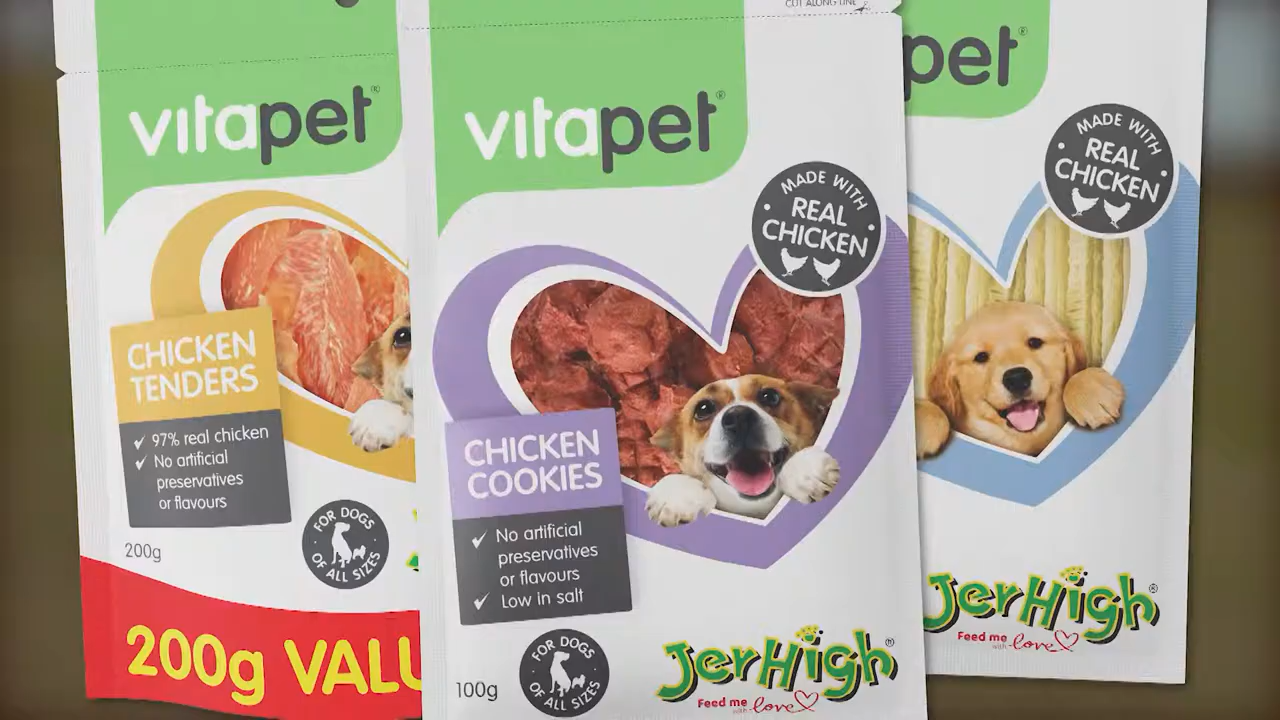 vitapet®
CHICKEN
TENDERS
✓ 97% real chicken
✓ No artificial
preservatives
or flavours
200g
FOR DOGS
OF ALL SIZES
200g VALU
CUT ALONG LINE
vitapet®
MADE WITH
REAL
CHICKEN
CHICKEN
COOKIES
✓ No artificial
preservatives
or flavours
✓ Low in salt
100g
FOR DOGS
OF ALL SIZES
JerHigh®
Feed me
with love
pet®
MADE WITH
REAL
CHICKEN
JerHigh®
Feed me
with love